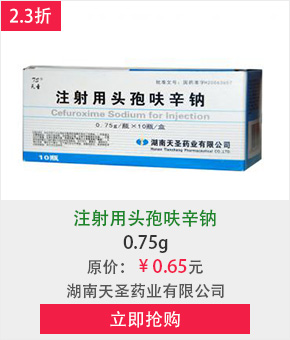 2.3折
天圣
注射用头孢呋辛钠
Cefuroxime Sodium for Injection
0.75g/瓶×10瓶/盒
10瓶
湖南天圣药业有限公司
注射用头孢呋辛钠
0.75g
原价：￥0.65元
湖南天圣药业有限公司
立即抢购